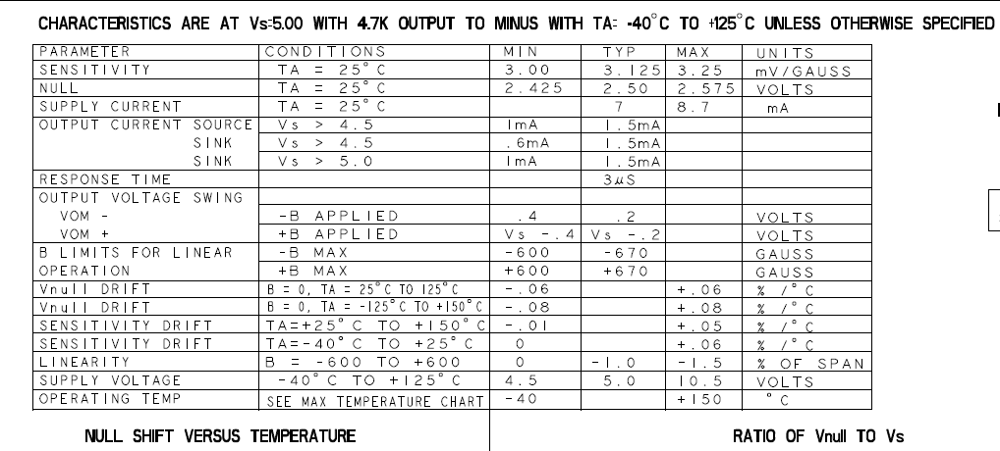 CHARACTERISTICS ARE AT Vs=5.00 WITH 4.7K OUTPUT TO MINUS WITH TA= -40°C TO +125°C UNLESS OTHERWISE SPECIFIED
PARAMETER CONDITIONS MIN TYP MAX UNITS
SENSITIVITY TA = 25°C 3.00 3.125 3.25 mV/GAUSS
NULL TA = 25°C 2.425 2.50 2.575 VOLTS
SUPPLY CURRENT TA = 25°C 7 8.7 mA
OUTPUT CURRENT SOURCE Vs > 4.5 1mA 1.5mA
SINK Vs > 4.5 .6mA 1.5mA
SINK Vs > 5.0 1mA 1.5mA
RESPONSE TIME 3µS
OUTPUT VOLTAGE SWING
VOM - -B APPLIED .4 .2 VOLTS
VOM + +B APPLIED Vs -.4 Vs -.2 VOLTS
B LIMITS FOR LINEAR -B MAX -600 -670 GAUSS
OPERATION +B MAX +600 +670 GAUSS
Vnull DRIFT B = 0, TA = 25°C TO 125°C -.06 +.06 % /°C
Vnull DRIFT B = 0, TA = -125°C TO +150°C -.08 +.08 % /°C
SENSITIVITY DRIFT TA=+25°C TO +150°C -.01 +.05 % /°C
SENSITIVITY DRIFT TA=-40°C TO +25°C 0 +.06 % /°C
LINEARITY B = -600 TO +600 0 -1.0 -1.5 % OF SPAN
SUPPLY VOLTAGE -40°C TO +125°C 4.5 5.0 10.5 VOLTS
OPERATING TEMP SEE MAX TEMPERATURE CHART -40 +150 °C
NULL SHIFT VERSUS TEMPERATURE
RATIO OF Vnull TO Vs